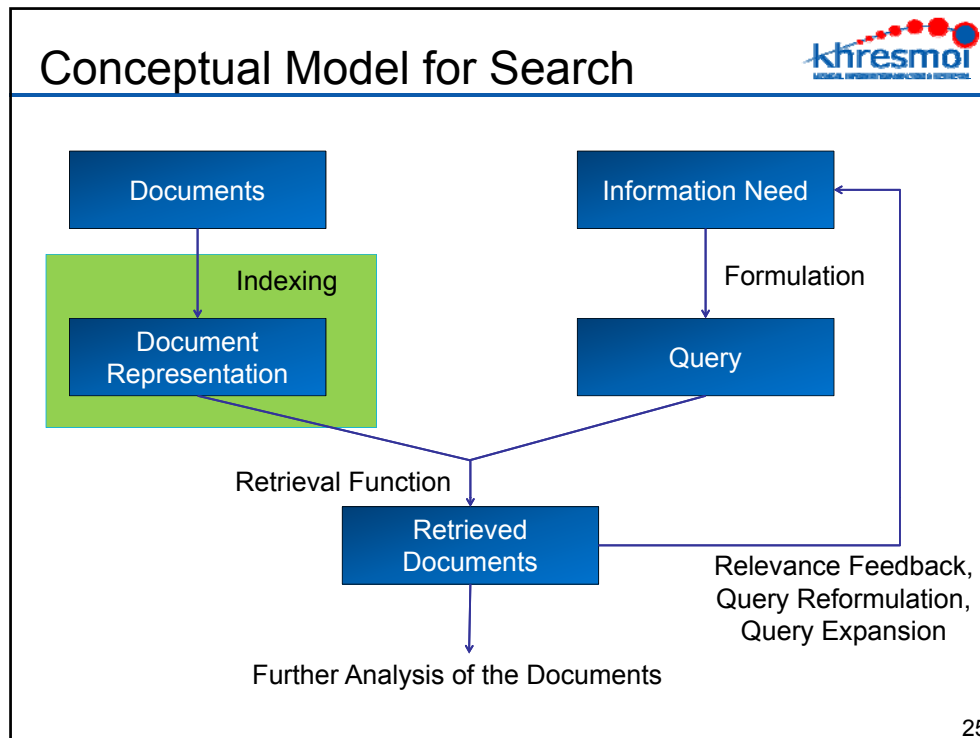 Conceptual Model for Search
khresmoi
Documents
Information Need
Indexing
Formulation
Document
Representation
Query
Retrieval Function
Retrieved
Documents
Relevance Feedback,
Query Reformulation,
Query Expansion
Further Analysis of the Documents
25